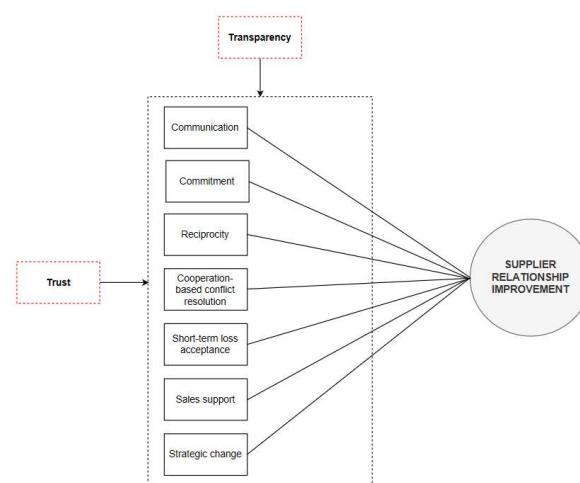 Transparency
Communication
Commitment
Reciprocity
Trust
Cooperation-
based conflict
resolution
Short-term loss
acceptance
Sales support
Strategic change
SUPPLIER
RELATIONSHIP
IMPROVEMENT